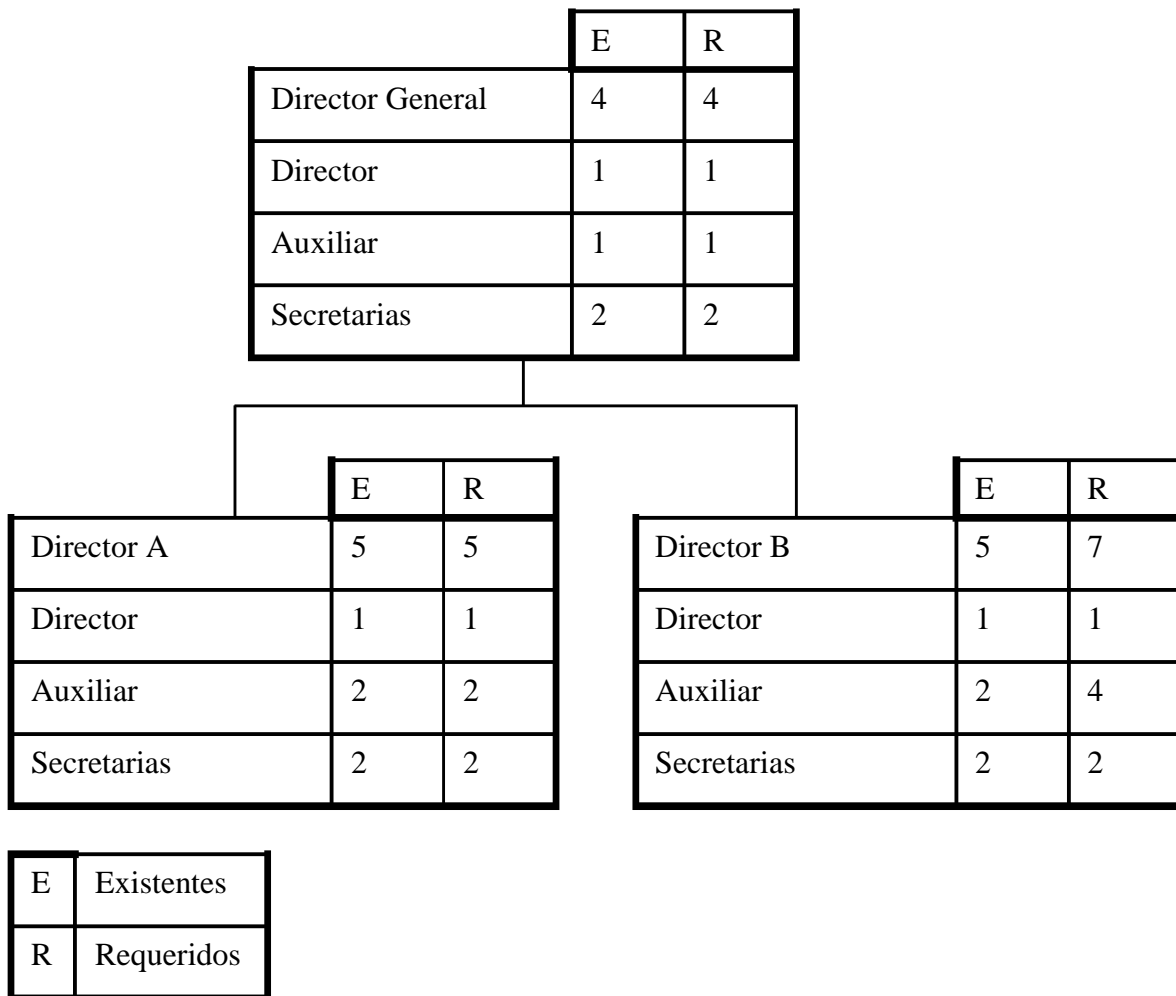 E R
Director General 4 4
Director 1 1
Auxiliar 1 1
Secretarias 2 2
E R
Director A 5 5
Director 1 1
Auxiliar 2 2
Secretarias 2 2
E R
Director B 5 7
Director 1 1
Auxiliar 2 4
Secretarias 2 2
E Existentes
R Requeridos